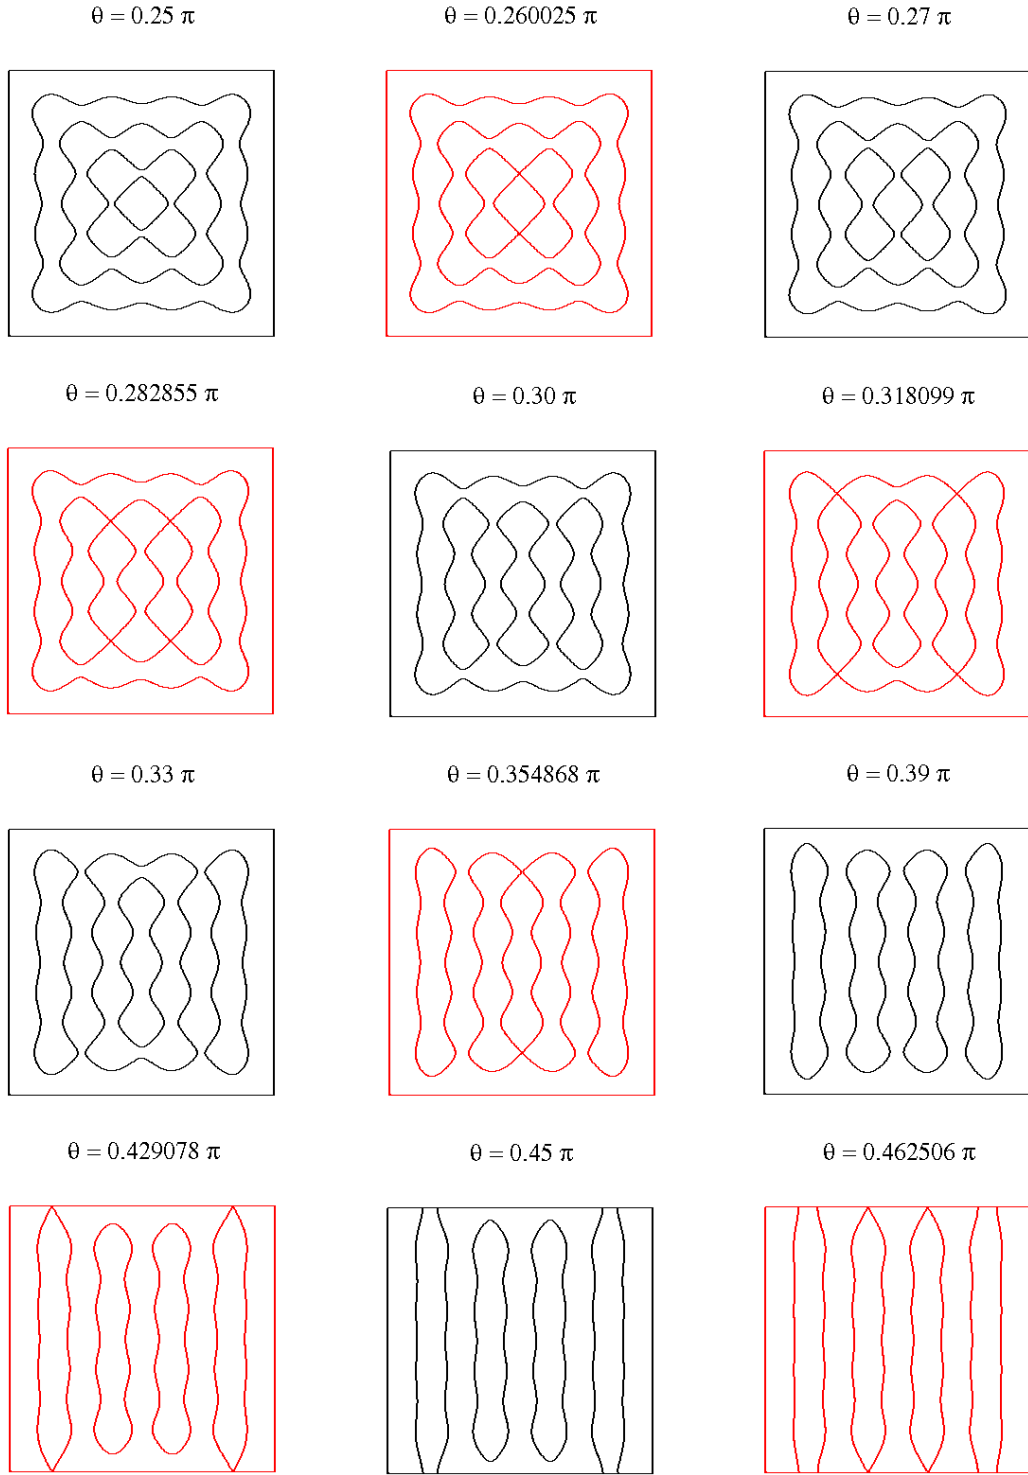 θ = 0.25 π
θ = 0.260025 π
θ = 0.27 π
θ = 0.282855 π
θ = 0.30 π
θ = 0.318099 π
θ = 0.33 π
θ = 0.354868 π
θ = 0.39 π
θ = 0.429078 π
θ = 0.45 π
θ = 0.462506 π